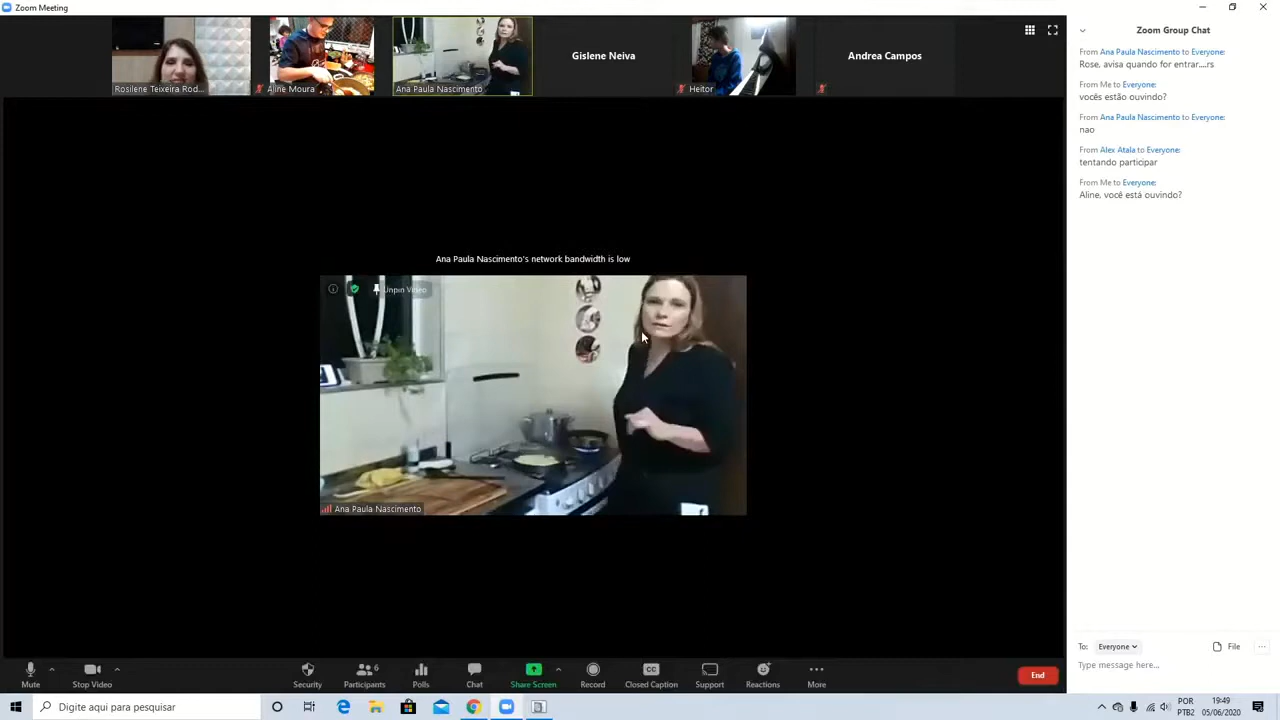 Zoom Meeting
Rosilene Teixeira Rod...
Aline Moura
Ana Paula Nascimento
Gislene Neiva
Heitor
Andrea Campos
Ana Paula Nascimento's network bandwidth is low
Unpin Video
Ana Paula Nascimento
Zoom Group Chat
From Ana Paula Nascimento to Everyone:
Rose, avisa quando for entrar....rs
From Me to Everyone:
vocês estão ouvindo?
From Ana Paula Nascimento to Everyone:
nao
From Alex Atala to Everyone:
tentando participar
From Me to Everyone:
Aline, você está ouvindo?
To: Everyone File ...
Type message here...
Mute
Stop Video
Security
Participants 6
Polls
Chat
Share Screen
Record
CC
Closed Caption
Support
Reactions
More
End
Digite aqui para pesquisar
POR
PTB2
19:49
05/06/2020